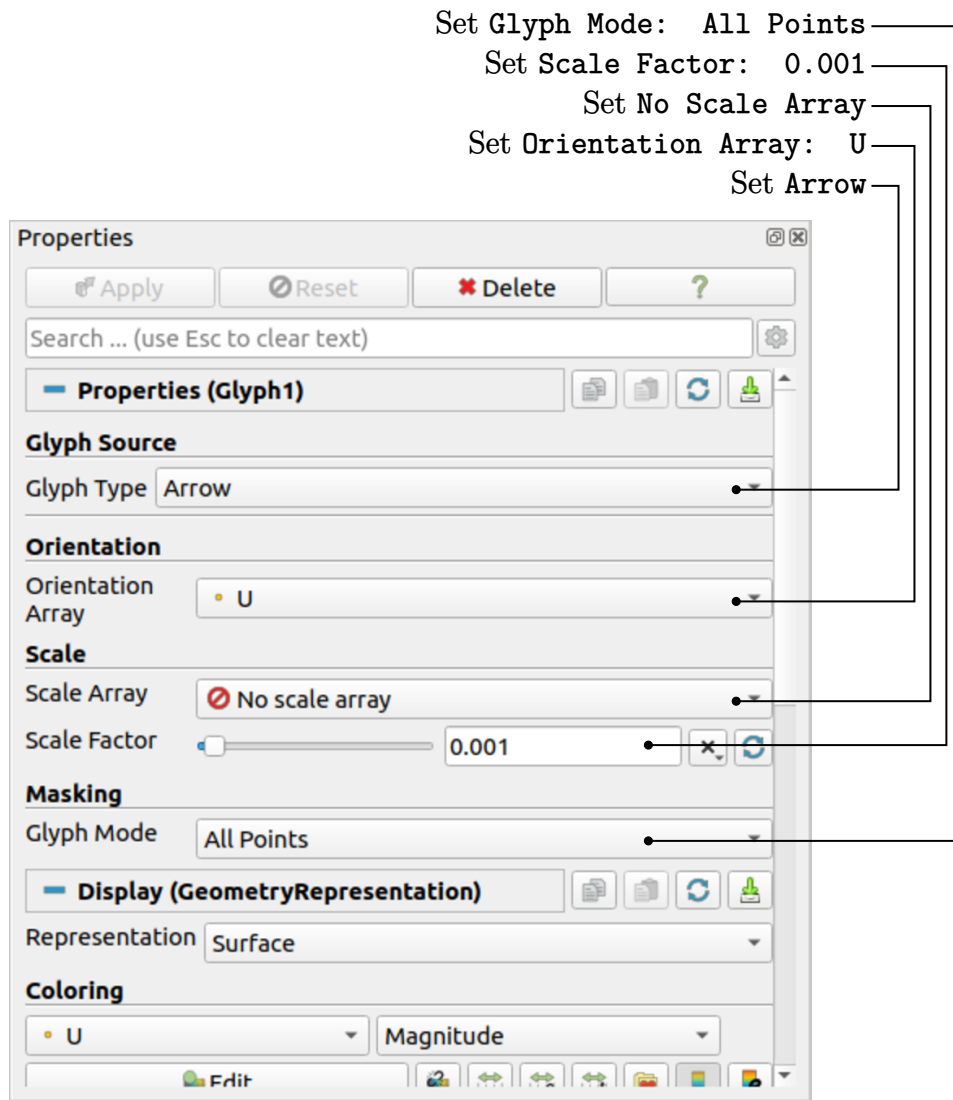 Set Glyph Mode: All Points
Set Scale Factor: 0.001
Set No Scale Array
Set Orientation Array: U
Set Arrow
Properties
Apply Reset Delete ?
Search ... (use Esc to clear text)
Properties (Glyph1)
Glyph Source
Glyph Type Arrow
Orientation
Orientation
Array
U
Scale
Scale Array No scale array
Scale Factor 0.001
Masking
Glyph Mode All Points
Display (GeometryRepresentation)
Representation Surface
Coloring
U Magnitude
Edit